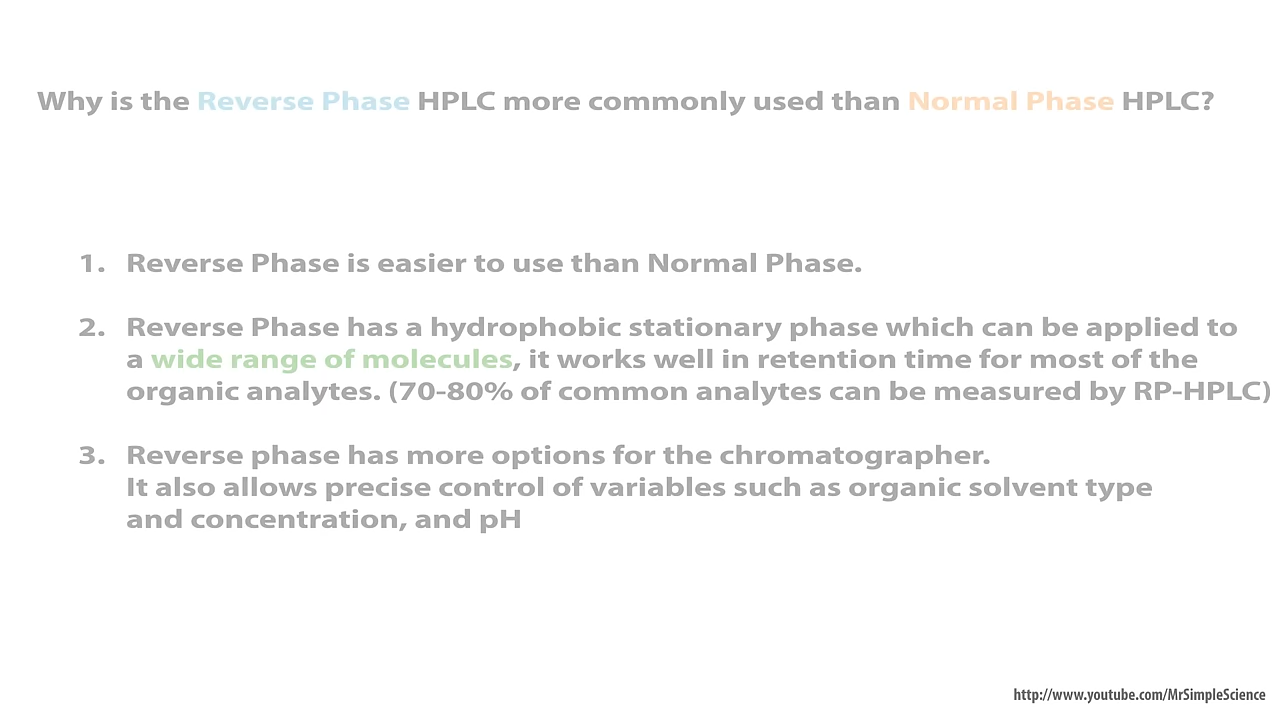 Why is the Reverse Phase HPLC more commonly used than Normal Phase HPLC?
1. Reverse Phase is easier to use than Normal Phase.
2. Reverse Phase has a hydrophobic stationary phase which can be applied to
a wide range of molecules, it works well in retention time for most of the
organic analytes. (70-80% of common analytes can be measured by RP-HPLC)
3. Reverse phase has more options for the chromatographer.
It also allows precise control of variables such as organic solvent type
and concentration, and pH
http://www.youtube.com/MrSimpleScience